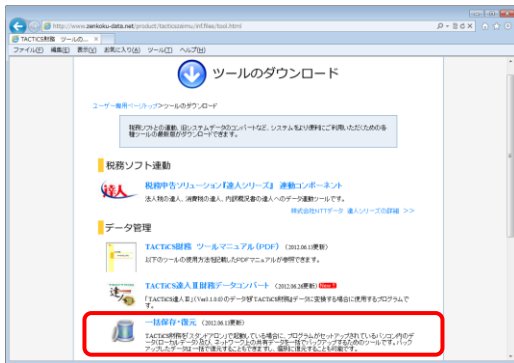 http://www.zenkoku-data.net/product/tacticszaimu/inf/files/tool.html
TACTiCS財務 ツールの...
ファイル(F) 編集(E) 表示(V) お気に入り(A) ツール(T) ヘルプ(H)
ツールのダウンロード
ユーザー専用ページトップ>ツールのダウンロード
税務ソフトとの連動、旧システムデータのコンバートなど、システムをより便利にご利用いただくための各
種ツールの最新版がダウンロードできます。
税務ソフト連動
達人
税務申告ソリューション『達人シリーズ』 連動コンポーネント
法人税の達人、消費税の達人、内訳概況書の達人へのデータ連動ツールです。
株式会社NTTデータ 達人シリーズの詳細 >>
データ管理
TACTiCS財務 ツールマニュアル(PDF) (2012.06.13更新)
以下のツールの使用方法を記載したPDFマニュアルが参照できます。
TACTiCS達人Ⅱ財務データコンバート (2012.06.26更新)
「TACTiCS達人Ⅱ」(Ver1.1.0.0)のデータを「TACTiCS財務」データに変換する場合に使用するプログラムで
す。
一括保存・復元 (2012.06.13更新)
TACTiCS財務をスタンドアロンで起動している場合に、プログラムがセットアップされているパソコン内のデ
ータ(ローカルデータ)及び、ネットワーク上の共有データを一括でバックアップするためのツールです。バック
アップしたデータは一括で復元することもできますし、個別に復元することも可能です。